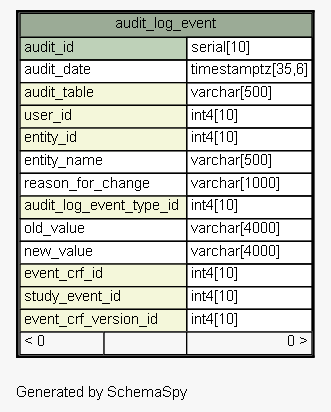 audit_log_event
audit_id serial[10]
audit_date timestamptz[35,6]
audit_table varchar[500]
user_id int4[10]
entity_id int4[10]
entity_name varchar[500]
reason_for_change varchar[1000]
audit_log_event_type_id int4[10]
old_value varchar[4000]
new_value varchar[4000]
event_crf_id int4[10]
study_event_id int4[10]
event_crf_version_id int4[10]
< 0 0 >
Generated by SchemaSpy